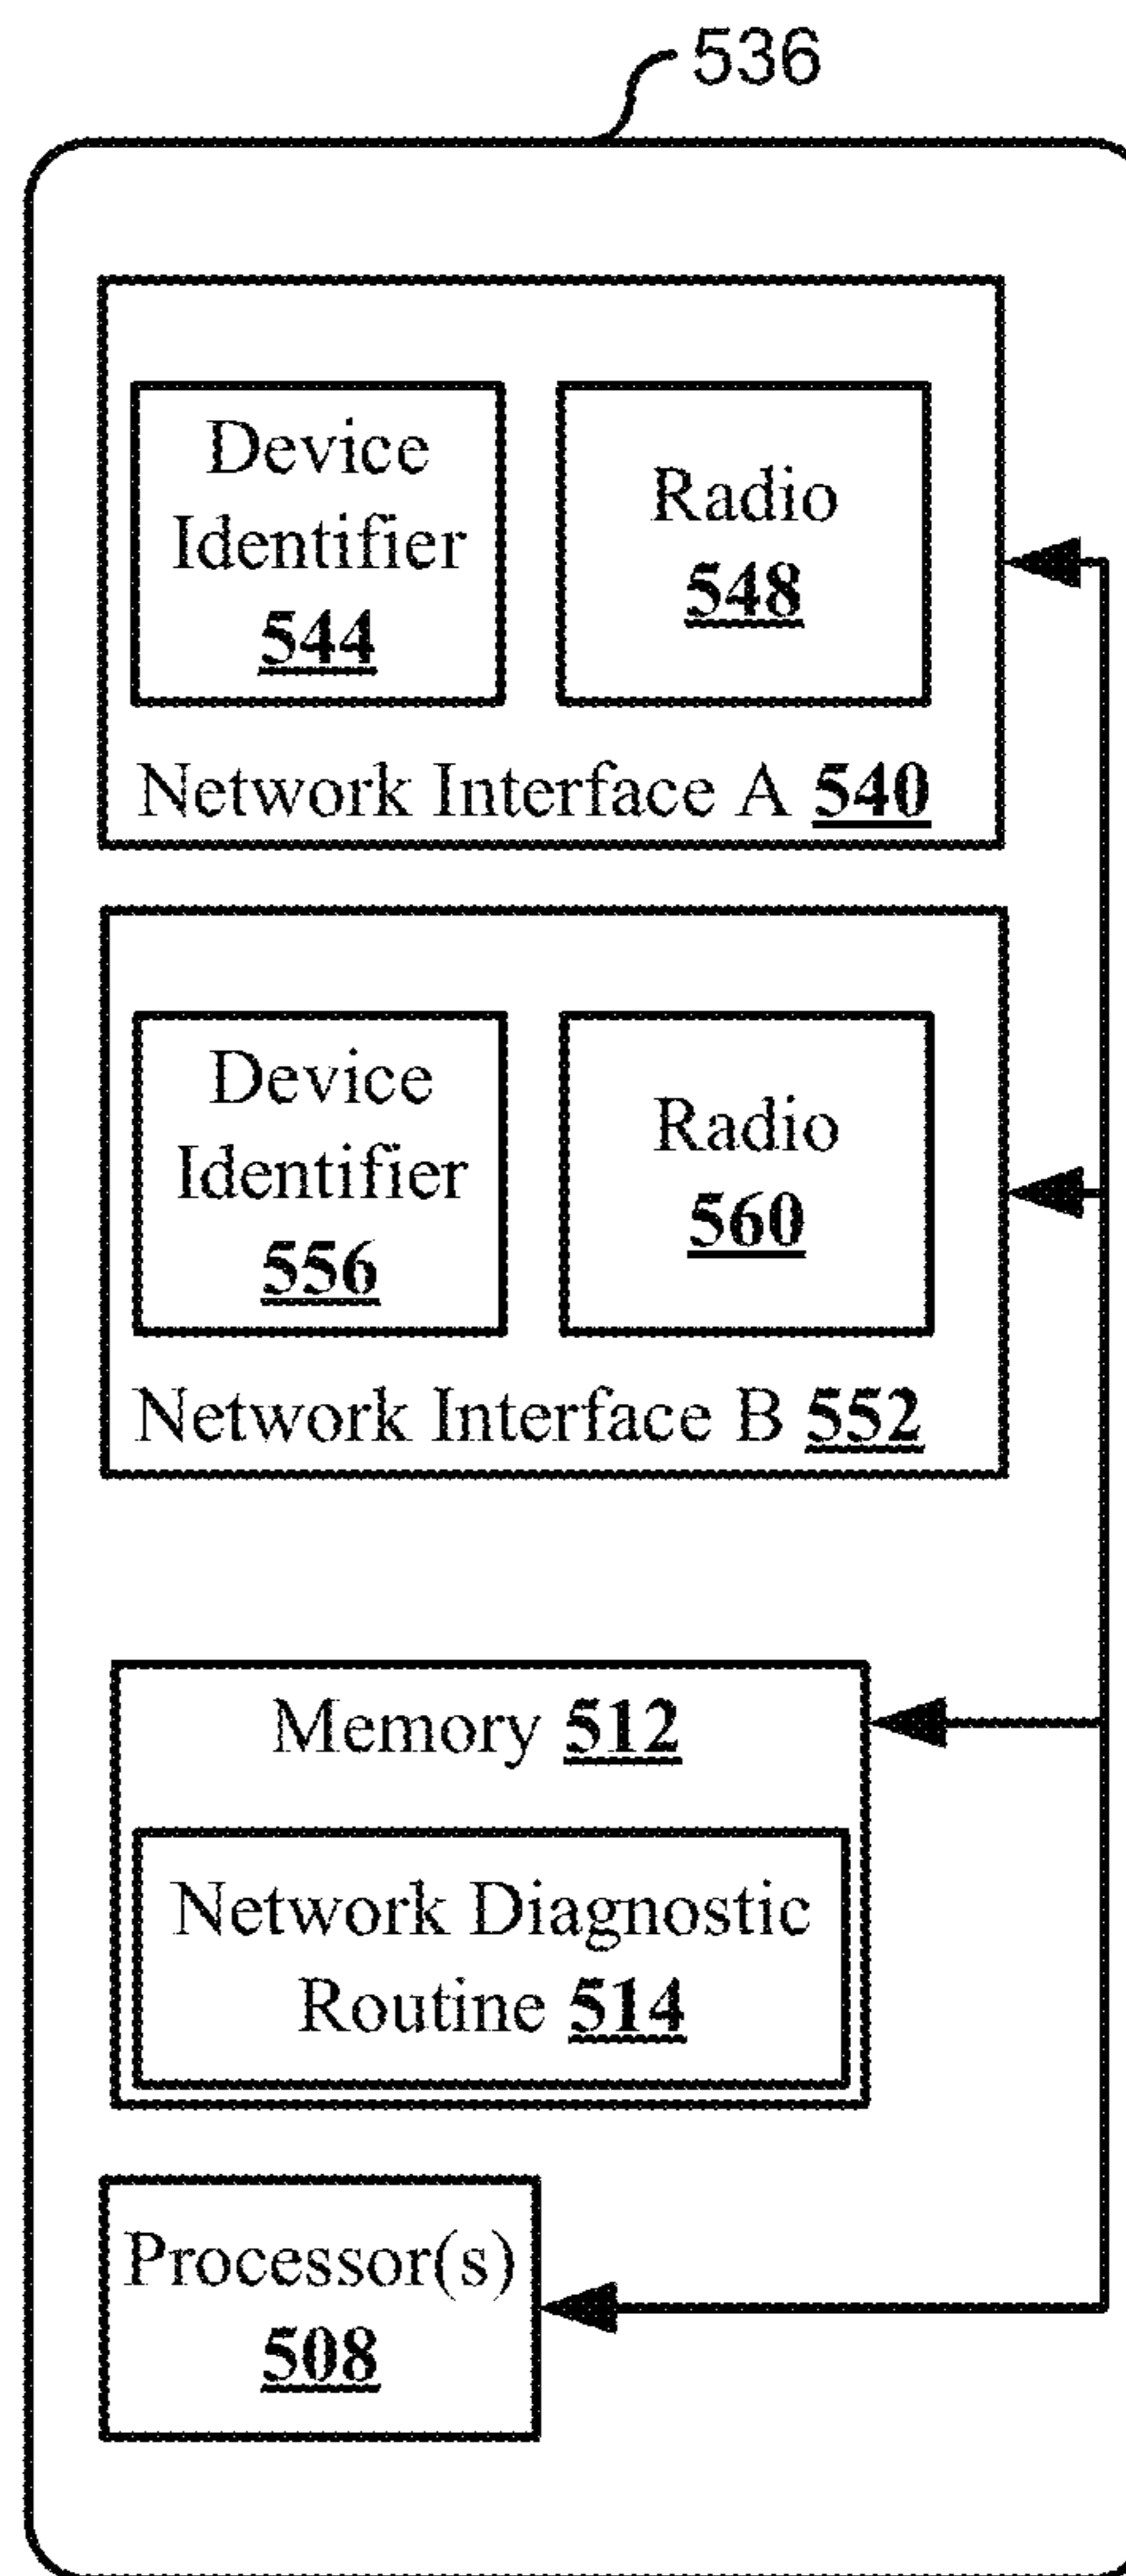 536
Device
Identifier
544
Radio
548
Network Interface A 540
Device
Identifier
556
Radio
560
Network Interface B 552
Memory 512
Network Diagnostic
Routine 514
Processor(s)
508